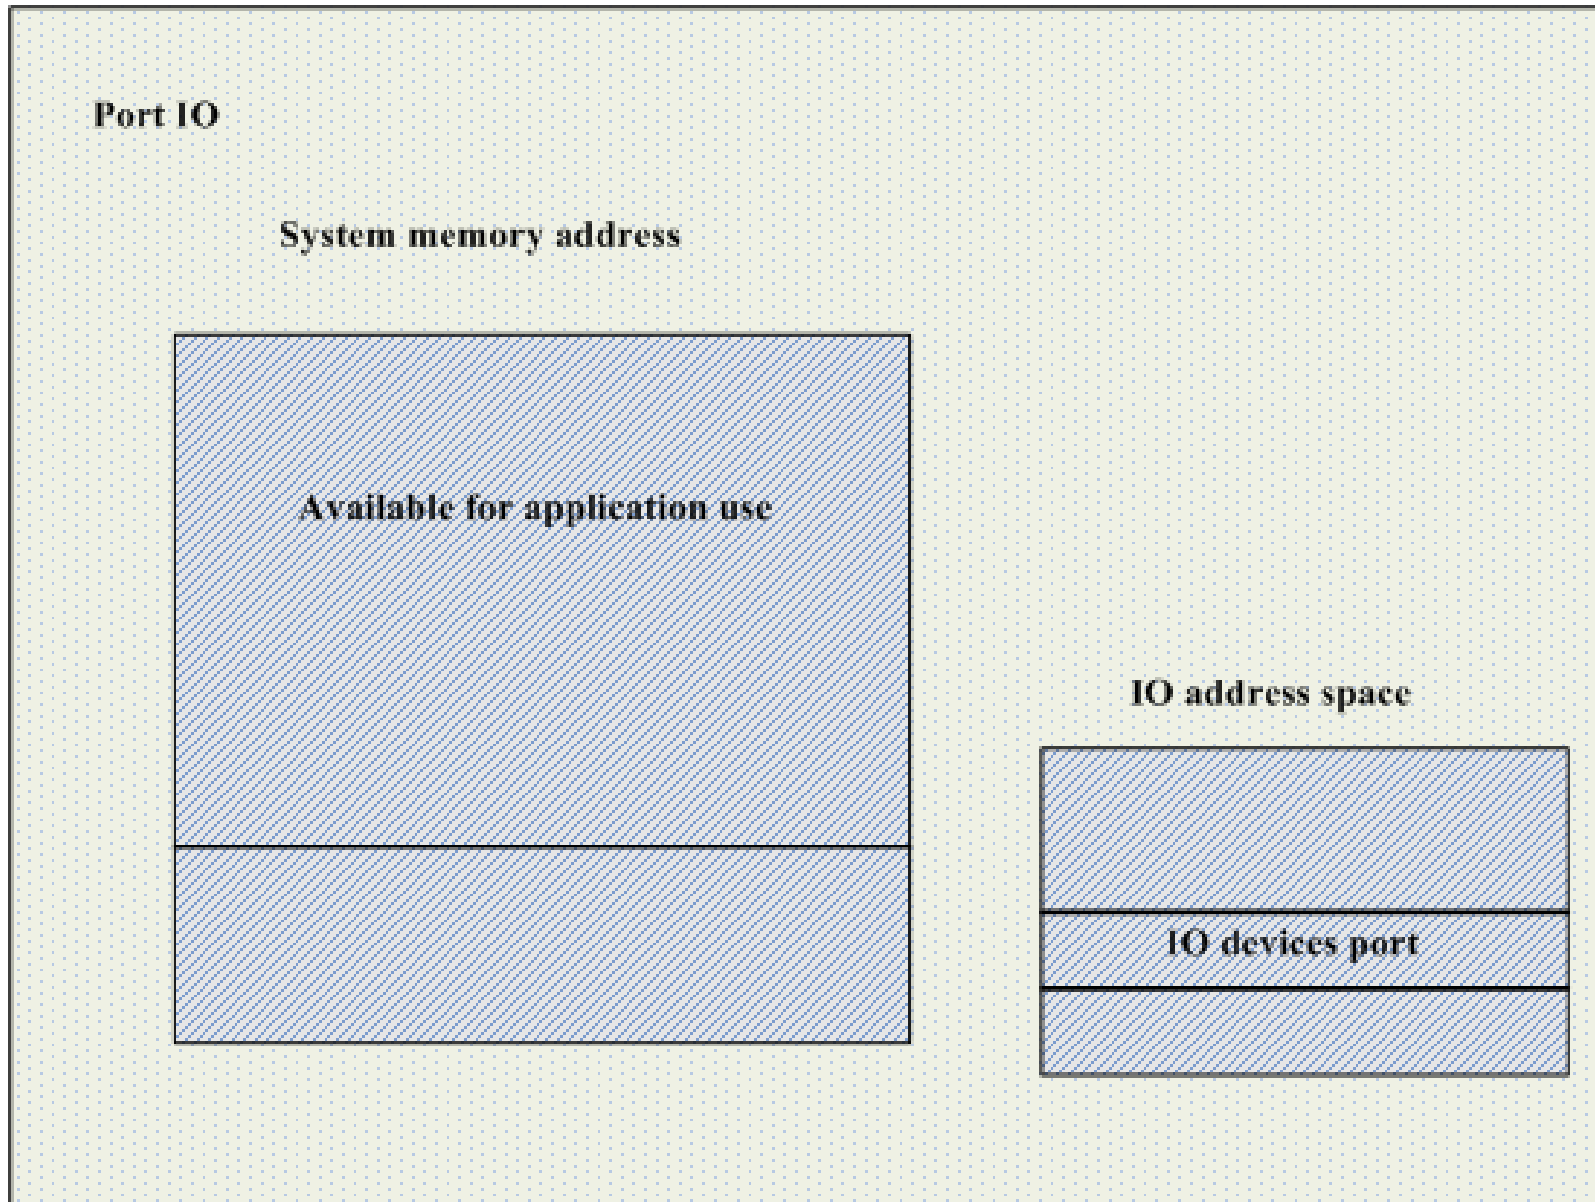 Port IO
System memory address
Available for application use
IO address space
IO devices port